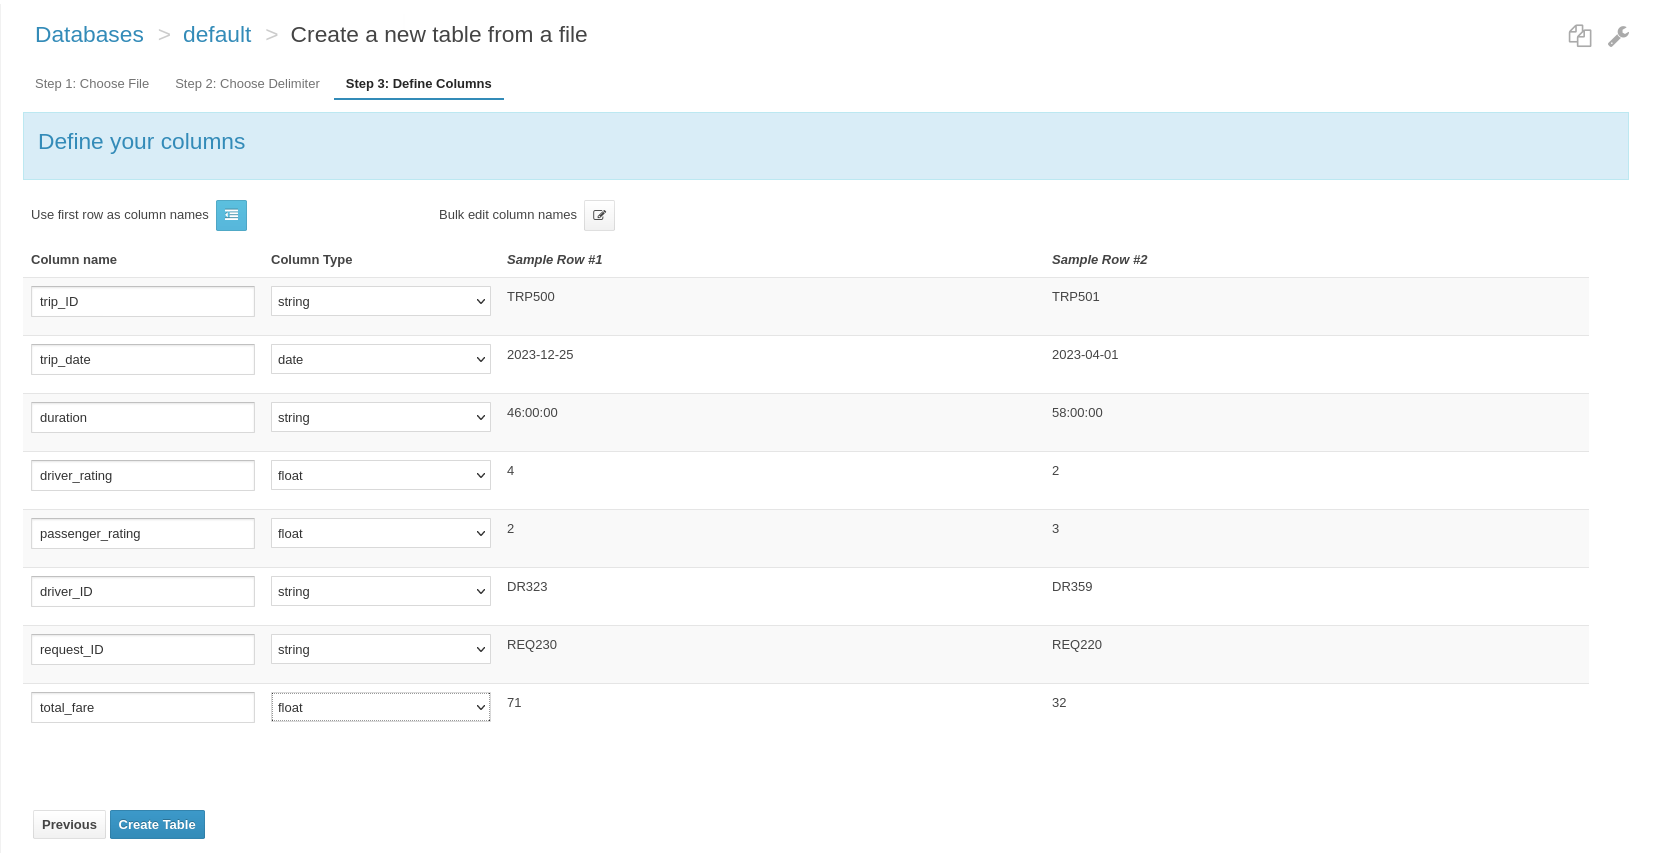 Databases > default > Create a new table from a file
Step 1: Choose File Step 2: Choose Delimiter Step 3: Define Columns
Define your columns
Use first row as column names Bulk edit column names
Column name Column Type Sample Row #1 Sample Row #2
trip_ID string TRP500 TRP501
trip_date date 2023-12-25 2023-04-01
duration string 46:00:00 58:00:00
driver_rating float 4 2
passenger_rating float 2 3
driver_ID string DR323 DR359
request_ID string REQ230 REQ220
total_fare float 71 32
Previous Create Table